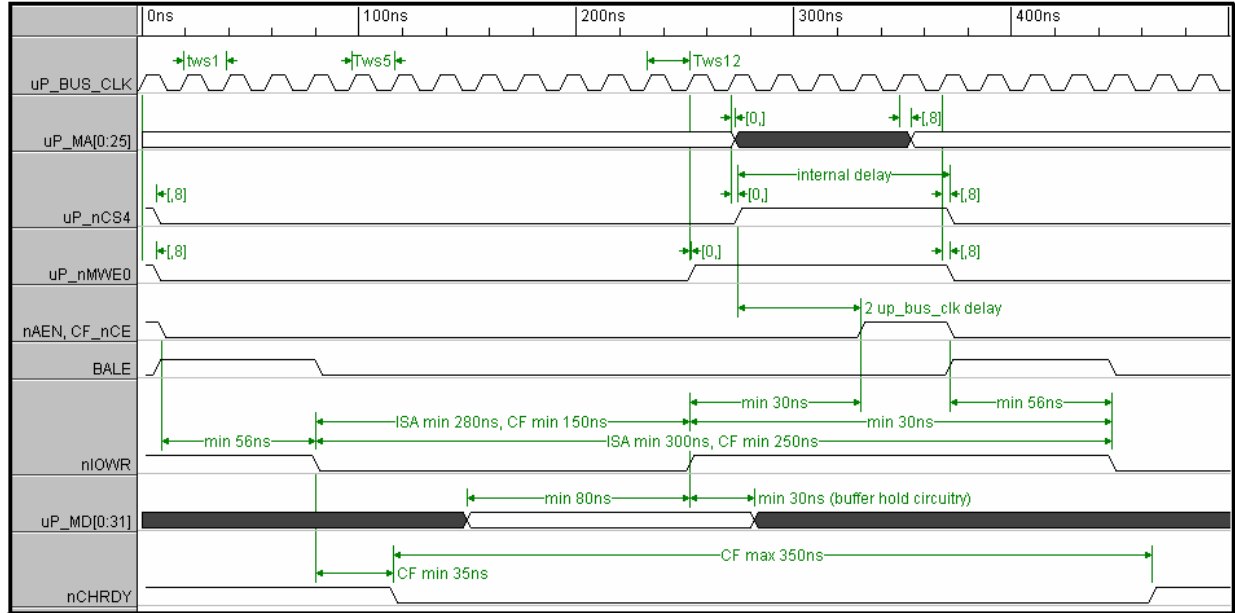 0ns 100ns 200ns 300ns 400ns
tws1 Tws5 Tws12
uP_BUS_CLK
[0,] [,8]
uP_MA[0:25]
internal delay
[,8] [0,] [,8]
uP_nCS4
[,8] [0,] [,8]
uP_nMWE0
2 up_bus_clk delay
nAEN, CF_nCE
BALE
min 30ns min 56ns
ISA min 280ns, CF min 150ns min 30ns
min 56ns ISA min 300ns, CF min 250ns
nIOWR
min 80ns min 30ns (buffer hold circuitry)
uP_MD[0:31]
CF max 350ns
CF min 35ns
nCHRDY